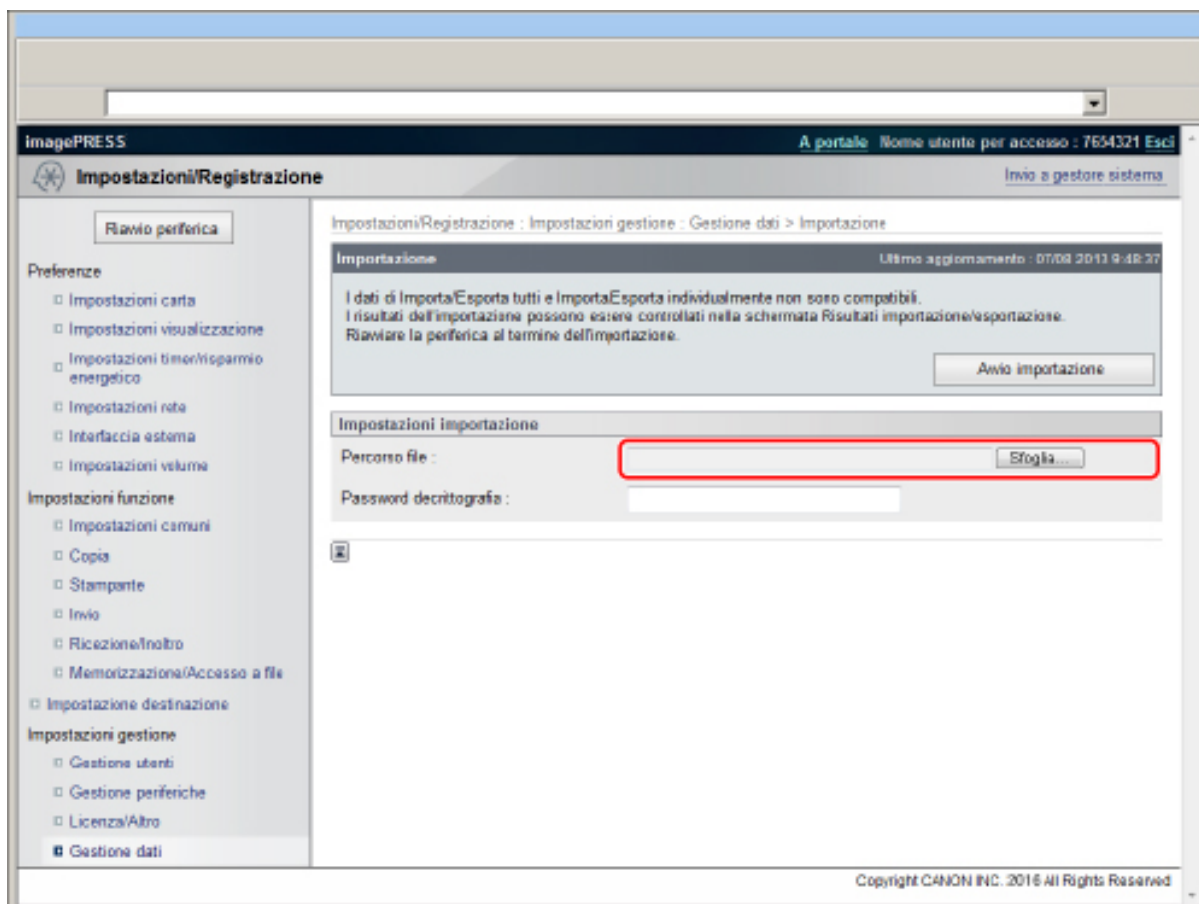 imagePRESS
A portale Nome utente per accesso : 7654321 Esci
Impostazioni/Registrazione
Invio a gestore sistema
Riavvio periferica
Preferenze
Impostazioni carta
Impostazioni visualizzazione
Impostazioni timer/risparmio
energetico
Impostazioni rete
Interfaccia esterna
Impostazioni volume
Impostazioni funzione
Impostazioni comuni
Copia
Stampante
Invio
Ricezione/Inoltro
Memorizzazione/Accesso a file
Impostazione destinazione
Impostazioni gestione
Gestione utenti
Gestione periferiche
Licenza/Altro
Gestione dati
Impostazioni/Registrazione : Impostazioni gestione : Gestione dati > Importazione
Importazione
Ultimo aggiornamento : 07/08 2013 9:48:37
I dati di Importa/Esporta tutti e Importa/Esporta individualmente non sono compatibili.
I risultati dell'importazione possono essere controllati nella schermata Risultati importazione/esportazione.
Riavviare la periferica al termine dell'importazione.
Avvio importazione
Impostazioni importazione
Percorso file :
Sfoglia...
Password decrittografia :
Copyright CANON INC. 2016 All Rights Reserved